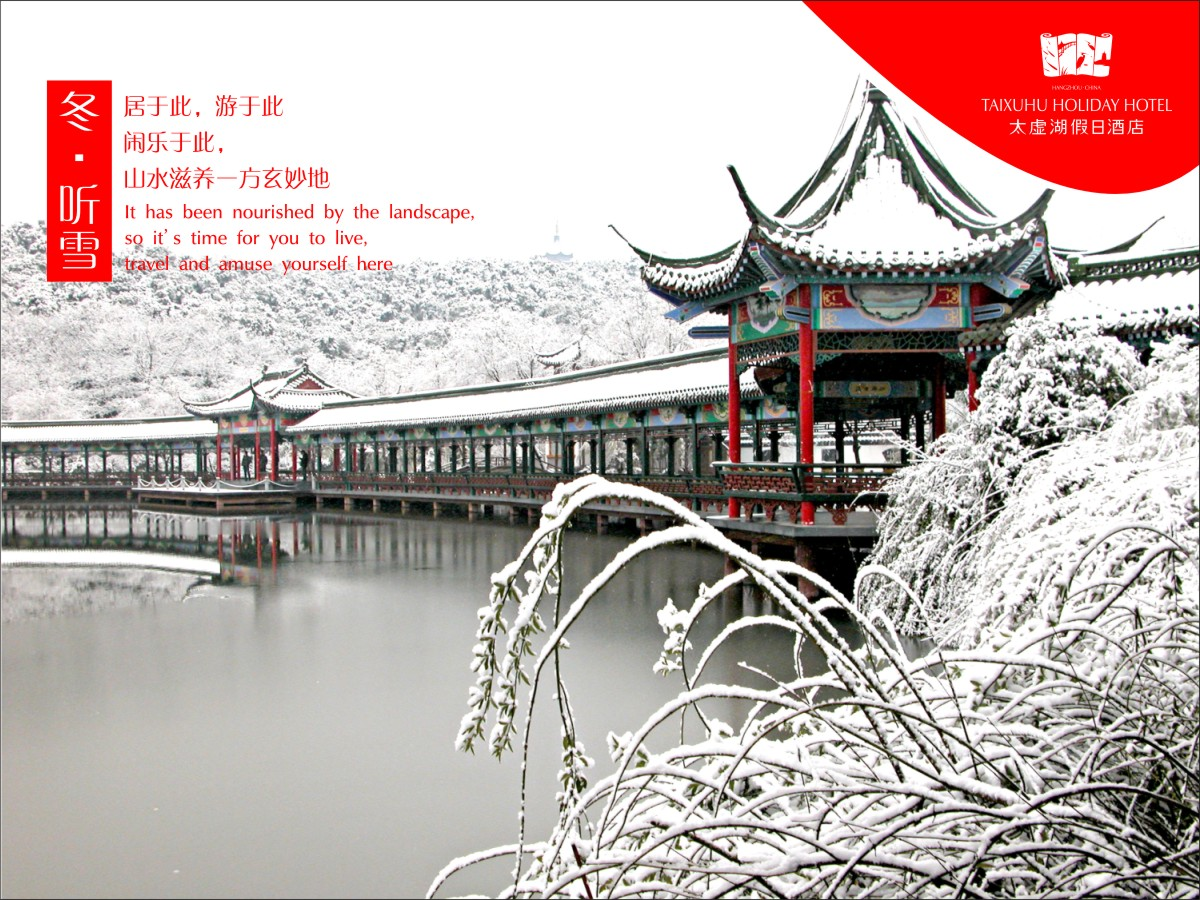 冬·听雪
居于此，游于此
闹乐于此，
山水滋养一方玄妙地
It has been nourished by the landscape,
so it's time for you to live,
travel and amuse yourself here
HANGZHOU·CHINA
TAIXUHU HOLIDAY HOTEL
太虚湖假日酒店